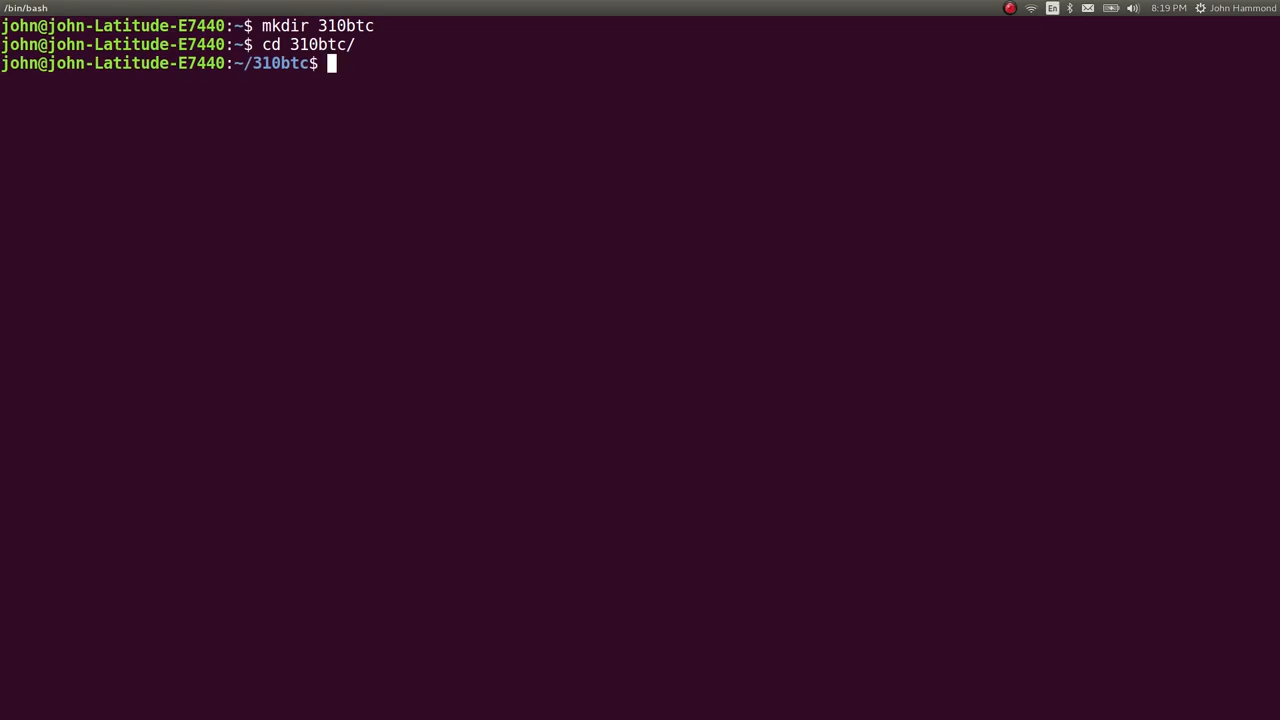 /bin/bash
En
8:19 PM
John Hammond
john@john-Latitude-E7440:~$ mkdir 310btc
john@john-Latitude-E7440:~$ cd 310btc/
john@john-Latitude-E7440:~/310btc$